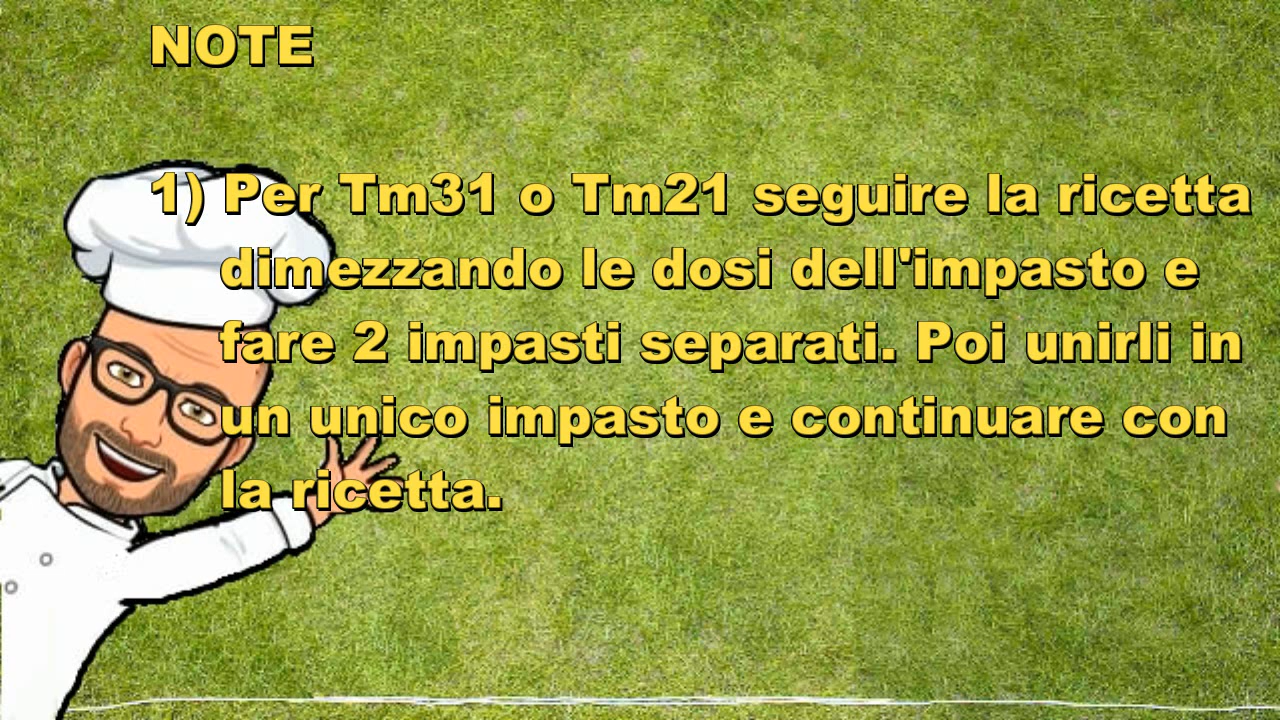 NOTE
1) Per Tm31 o Tm21 seguire la ricetta
dimezzando le dosi dell'impasto e
fare 2 impasti separati. Poi unirli in
un unico impasto e continuare con
la ricetta.